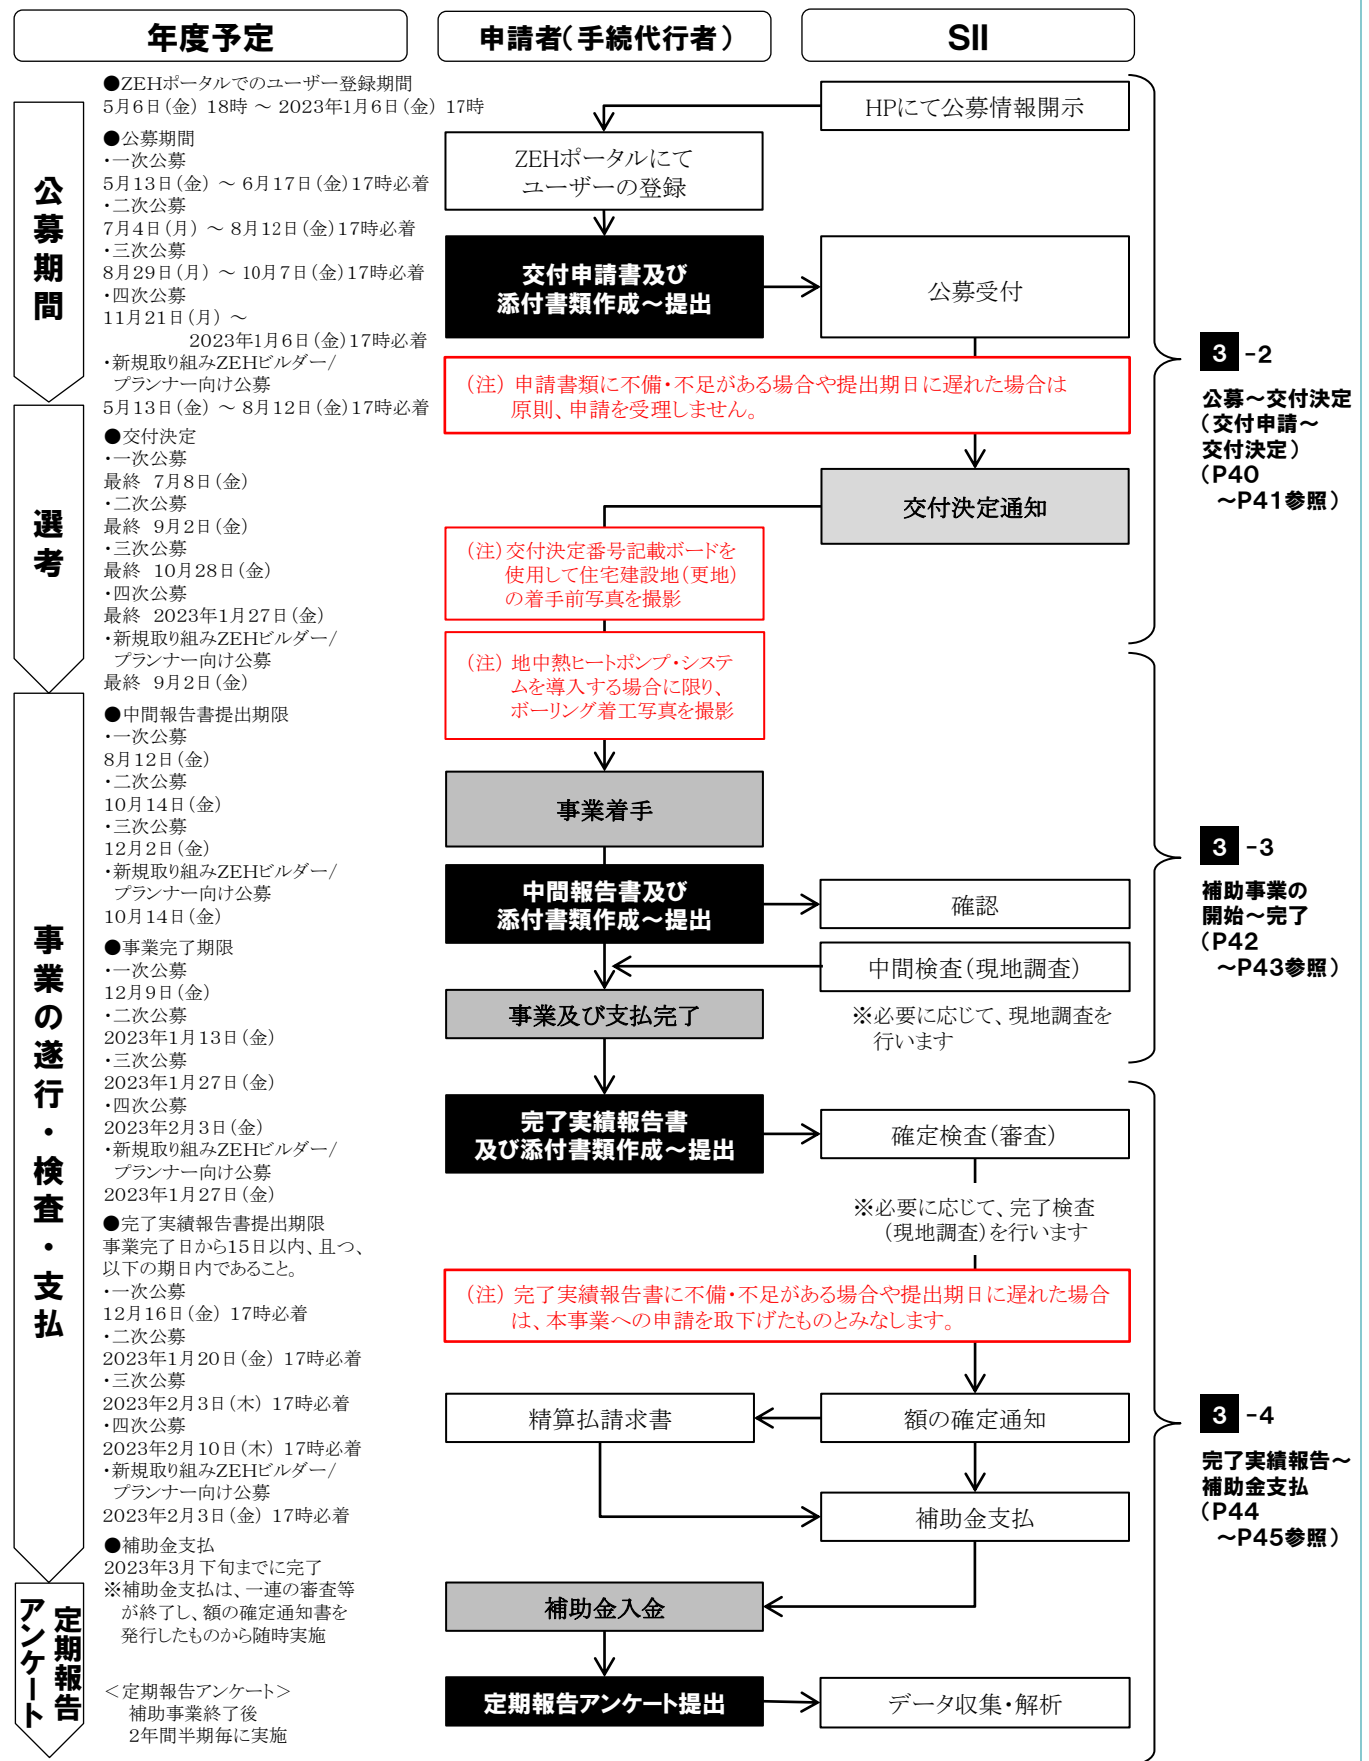 年度予定
申請者(手続代行者)
SII
公募期間
●ZEHポータルでのユーザー登録期間
5月6日(金) 18時 ～ 2023年1月6日(金) 17時
●公募期間
・一次公募
5月13日(金) ～ 6月17日(金)17時必着
・二次公募
7月4日(月) ～ 8月12日(金)17時必着
・三次公募
8月29日(月) ～ 10月7日(金)17時必着
・四次公募
11月21日(月) ～
2023年1月6日(金)17時必着
・新規取り組みZEHビルダー/
プランナー向け公募
5月13日(金) ～ 8月12日(金)17時必着
選考
●交付決定
・一次公募
最終 7月8日(金)
・二次公募
最終 9月2日(金)
・三次公募
最終 10月28日(金)
・四次公募
最終 2023年1月27日(金)
・新規取り組みZEHビルダー/
プランナー向け公募
最終 9月2日(金)
事業の遂行・検査・支払
●中間報告書提出期限
・一次公募
8月12日(金)
・二次公募
10月14日(金)
・三次公募
12月2日(金)
・新規取り組みZEHビルダー/
プランナー向け公募
10月14日(金)
●事業完了期限
・一次公募
12月9日(金)
・二次公募
2023年1月13日(金)
・三次公募
2023年1月27日(金)
・四次公募
2023年2月3日(金)
・新規取り組みZEHビルダー/
プランナー向け公募
2023年1月27日(金)
●完了実績報告書提出期限
事業完了日から15日以内、且つ、
以下の期日内であること。
・一次公募
12月16日(金) 17時必着
・二次公募
2023年1月20日(金) 17時必着
・三次公募
2023年2月3日(木) 17時必着
・四次公募
2023年2月10日(木) 17時必着
・新規取り組みZEHビルダー/
プランナー向け公募
2023年2月3日(金) 17時必着
●補助金支払
2023年3月下旬までに完了
※補助金支払は、一連の審査等
が終了し、額の確定通知書を
発行したものから随時実施
定期報告
アンケート
＜定期報告アンケート＞
補助事業終了後
2年間半期毎に実施
HPにて公募情報開示
ZEHポータルにて
ユーザーの登録
交付申請書及び
添付書類作成～提出
公募受付
(注) 申請書類に不備・不足がある場合や提出期日に遅れた場合は
原則、申請を受理しません。
交付決定通知
(注)交付決定番号記載ボードを
使用して住宅建設地(更地)
の着手前写真を撮影
(注) 地中熱ヒートポンプ・システ
ムを導入する場合に限り、
ボーリング着工写真を撮影
事業着手
中間報告書及び
添付書類作成～提出
確認
中間検査(現地調査)
事業及び支払完了
※必要に応じて、現地調査を
行います
完了実績報告書
及び添付書類作成～提出
確定検査(審査)
※必要に応じて、完了検査
(現地調査)を行います
(注) 完了実績報告書に不備・不足がある場合や提出期日に遅れた場合
は、本事業への申請を取下げたものとみなします。
精算払請求書
額の確定通知
補助金支払
補助金入金
定期報告アンケート提出
データ収集・解析
3 -2
公募～交付決定
(交付申請～
交付決定)
(P40
～P41参照)
3 -3
補助事業の
開始～完了
(P42
～P43参照)
3 -4
完了実績報告～
補助金支払
(P44
～P45参照)